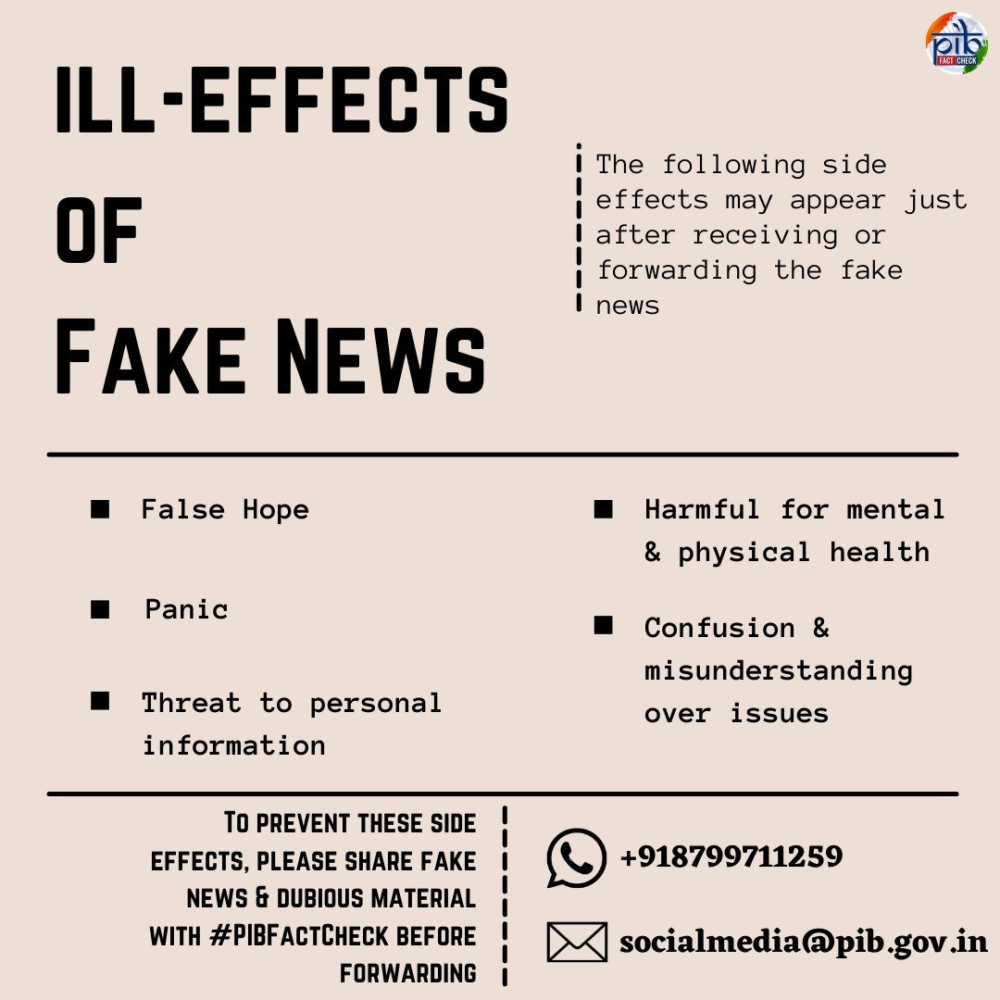 pib
FACT CHECK
ILL-EFFECTS
OF
FAKE NEWS
The following side
effects may appear just
after receiving or
forwarding the fake
news
False Hope
Panic
Threat to personal
information
Harmful for mental
& physical health
Confusion &
misunderstanding
over issues
TO PREVENT THESE SIDE
EFFECTS, PLEASE SHARE FAKE
NEWS & DUBIOUS MATERIAL
WITH #PIBFACTCHECK BEFORE
FORWARDING
+918799711259
socialmedia@pib.gov.in